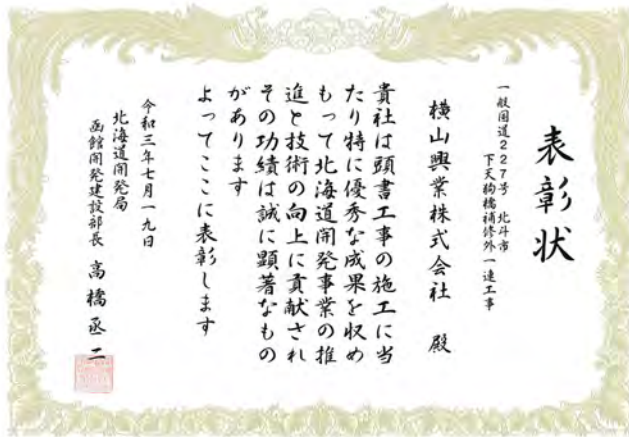 表彰状
一般国道227号 北斗市
下天狗橋補修外一連工事
横山興業株式会社 殿
貴社は頭書工事の施工に当
たり特に優秀な成果を収め
もって北海道開発事業の推
進と技術の向上に貢献され
その功績は誠に顕著なもの
があります
よってここに表彰します
令和三年七月一九日
北海道開発局
函館開発建設部長 高橋丞二